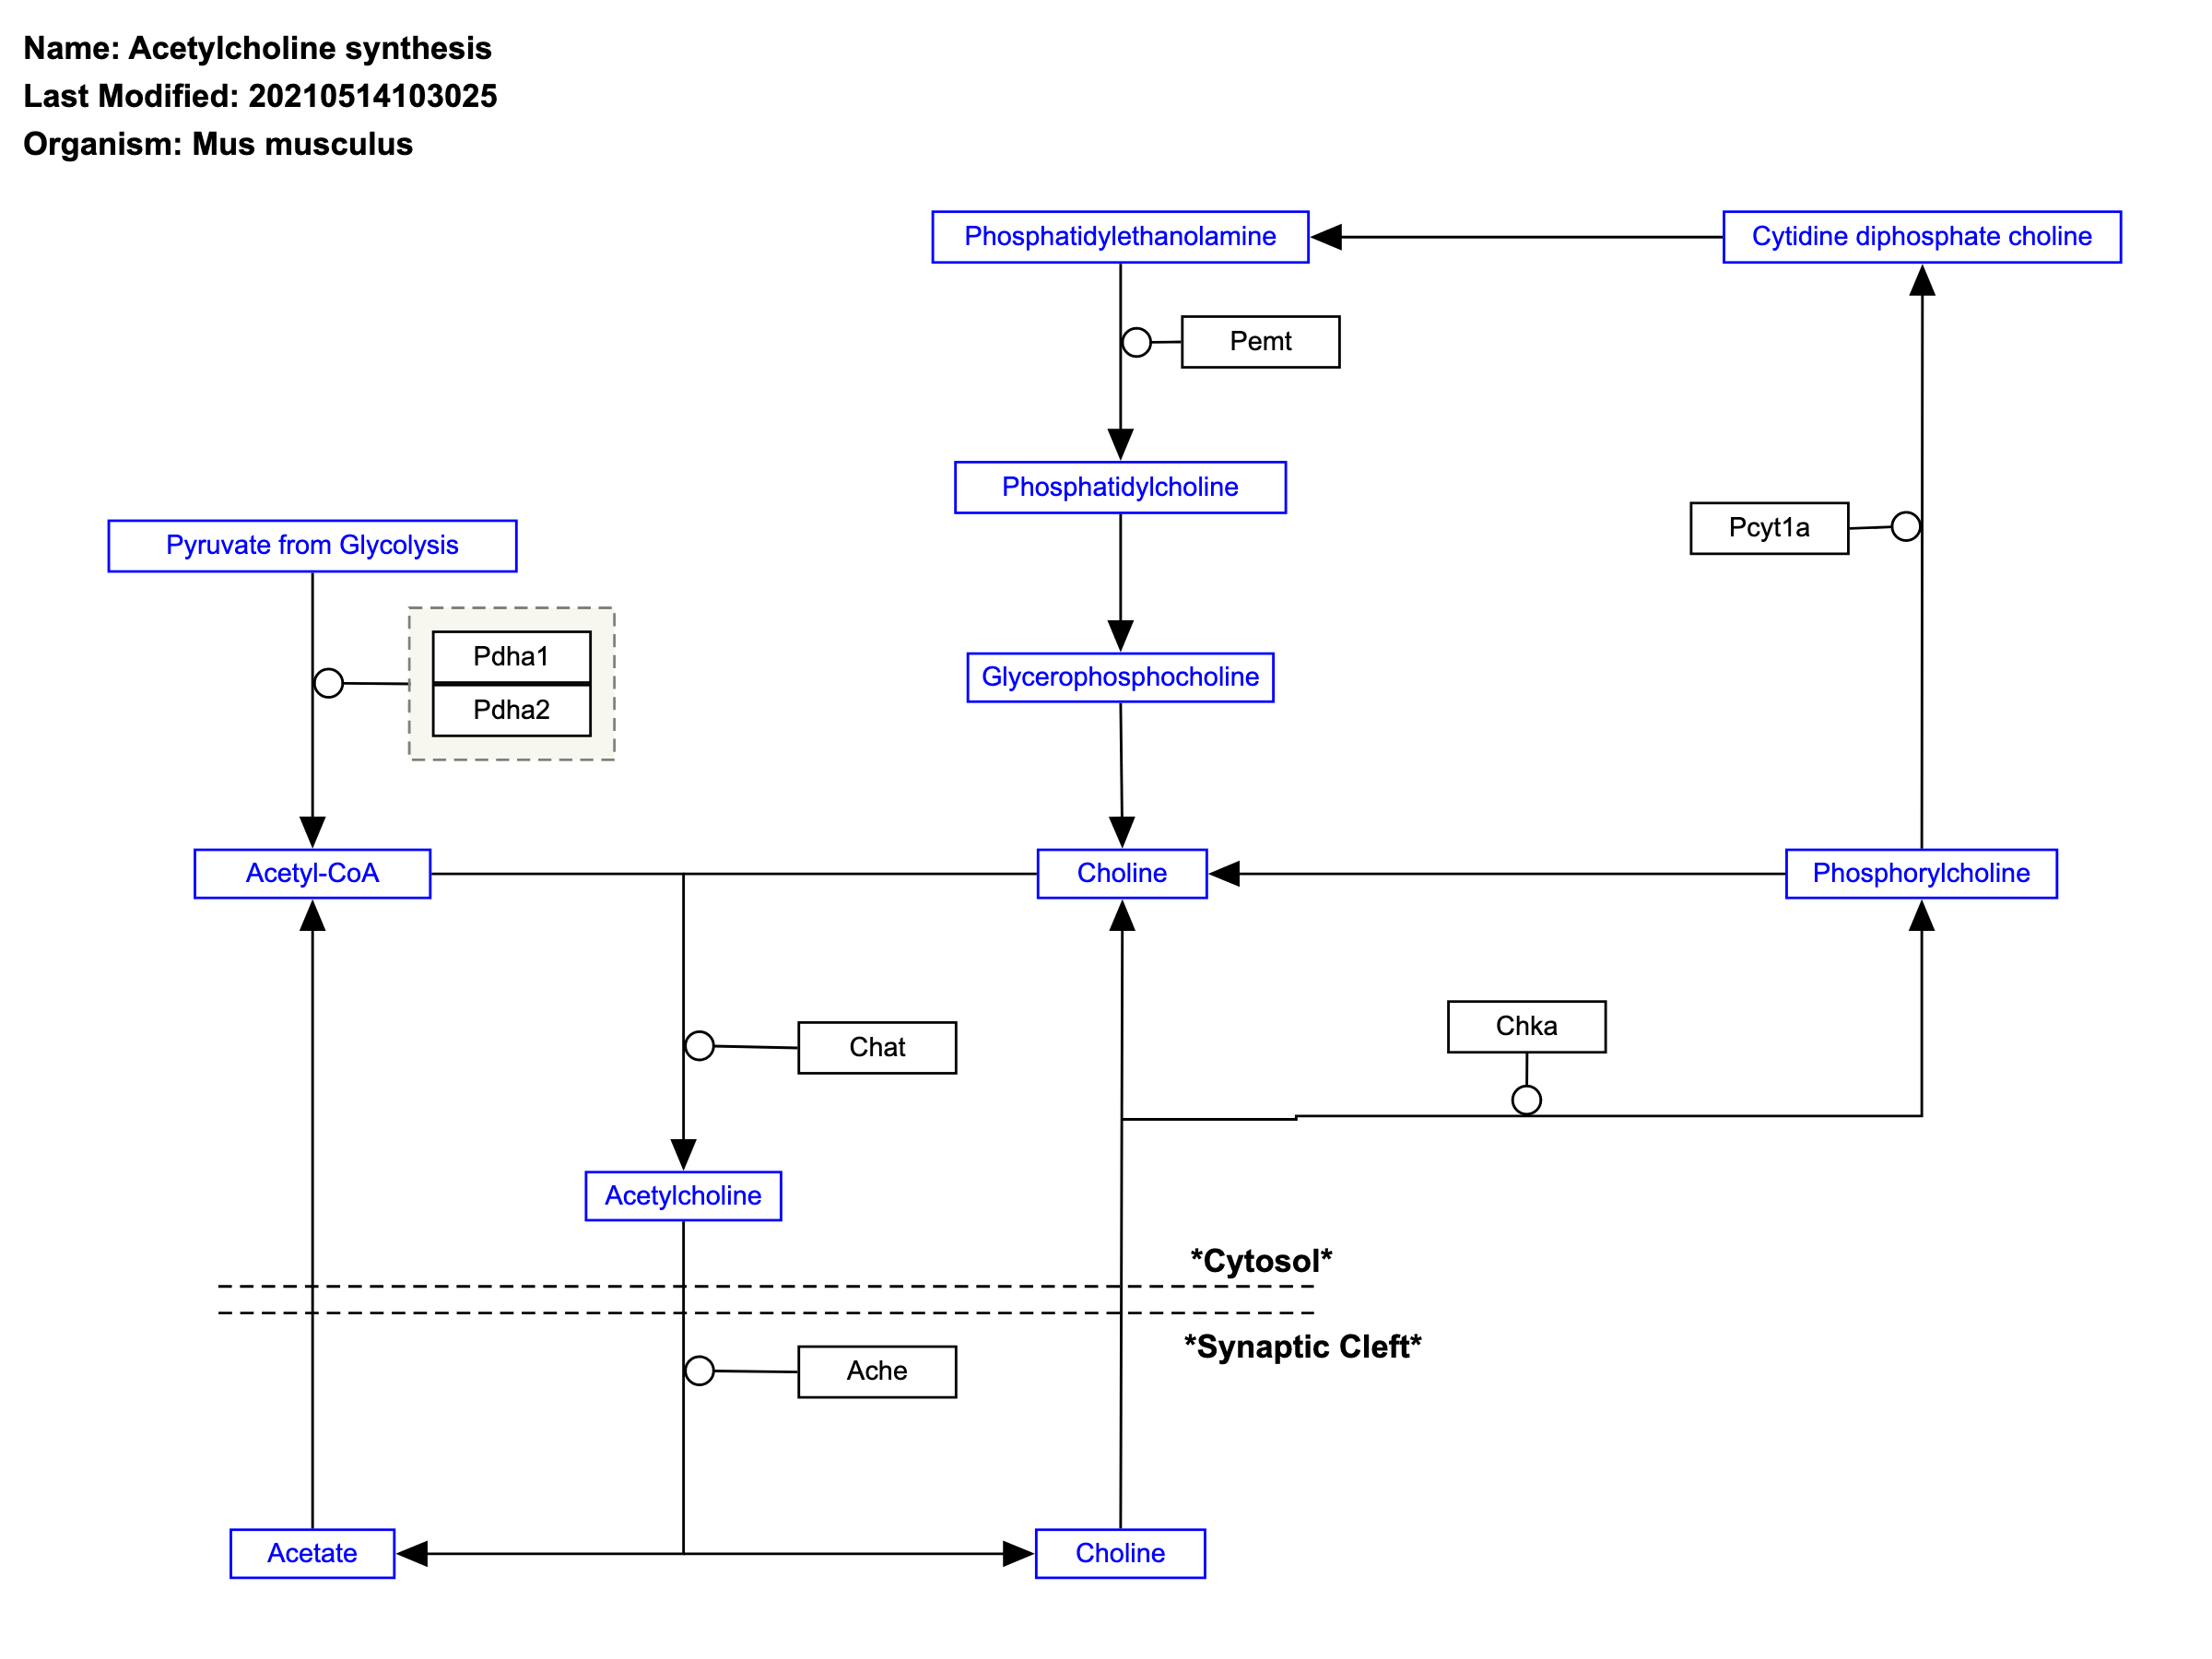 Name: Acetylcholine synthesis
Last Modified: 20210514103025
Organism: Mus musculus
Phosphatidylethanolamine
Cytidine diphosphate choline
Pemt
Phosphatidylcholine
Pcyt1a
Pyruvate from Glycolysis
Pdha1
Pdha2
Glycerophosphocholine
Acetyl-CoA
Choline
Phosphorylcholine
Chat
Chka
Acetylcholine
*Cytosol*
*Synaptic Cleft*
Ache
Acetate
Choline